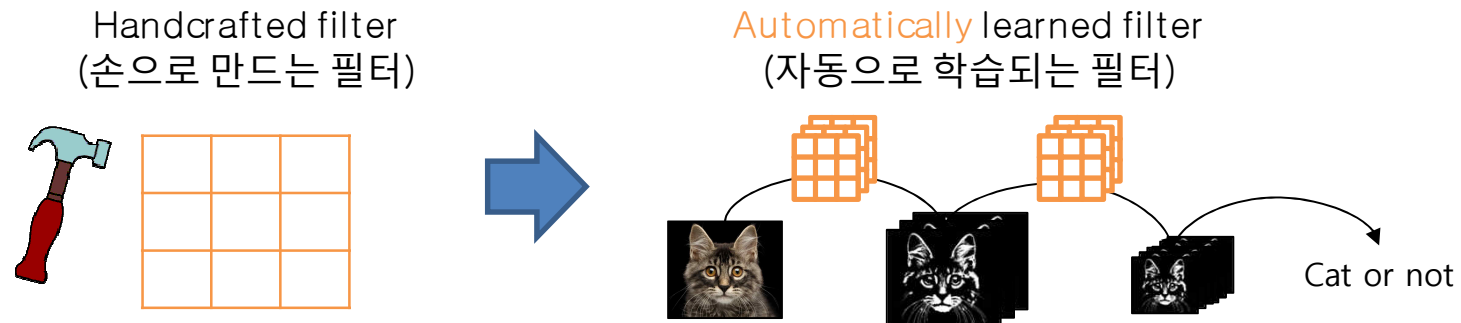 Handcrafted filter
(손으로 만드는 필터)
Automatically learned filter
(자동으로 학습되는 필터)
Cat or not